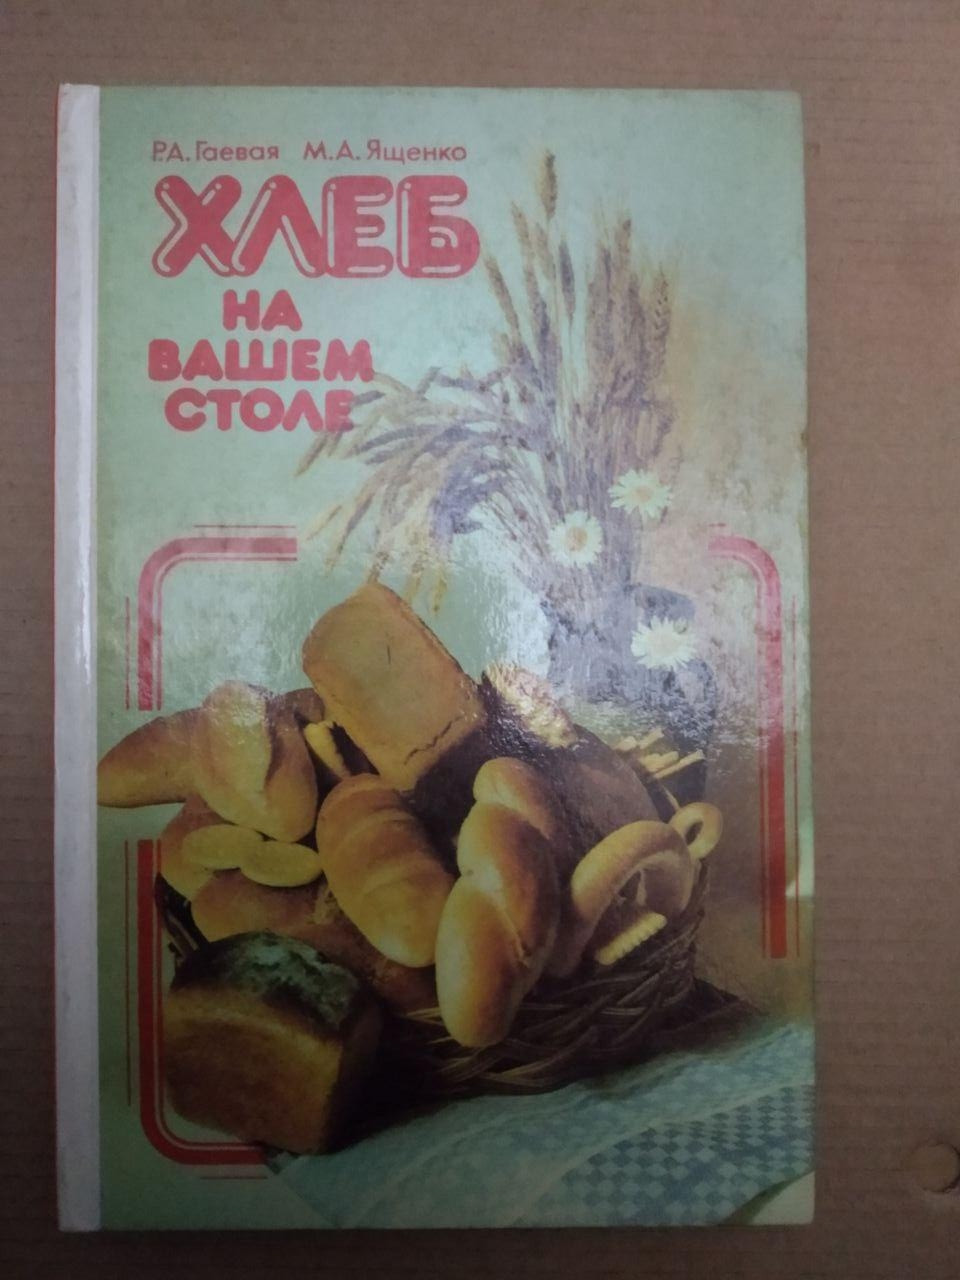 Р.А. Гаевая М.А. Ященко
ХЛЕБ
НА
ВАШЕМ
СТОЛЕ